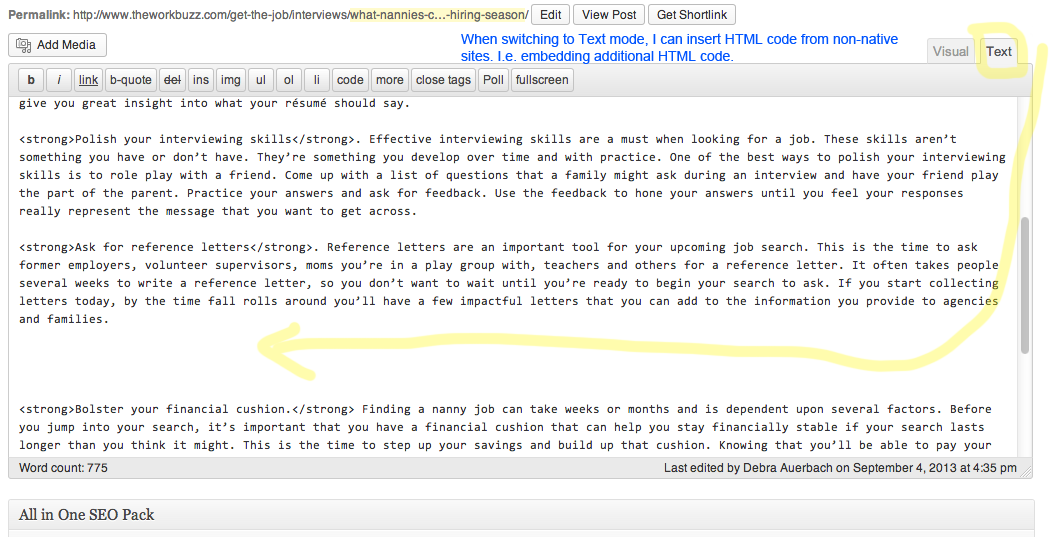 Permalink: http://www.theworkbuzz.com/get-the-job/interviews/what-nannies-c…-hiring-season/ Edit View Post Get Shortlink
Add Media
When switching to Text mode, I can insert HTML code from non-native
sites. I.e. embedding additional HTML code.
Visual Text
b i link b-quote del ins img ul ol li code more close tags Poll fullscreen
give you great insight into what your résumé should say.
<strong>Polish your interviewing skills</strong>. Effective interviewing skills are a must when looking for a job. These skills aren’t
something you have or don’t have. They’re something you develop over time and with practice. One of the best ways to polish your interviewing
skills is to role play with a friend. Come up with a list of questions that a family might ask during an interview and have your friend play
the part of the parent. Practice your answers and ask for feedback. Use the feedback to hone your answers until you feel your responses
really represent the message that you want to get across.
<strong>Ask for reference letters</strong>. Reference letters are an important tool for your upcoming job search. This is the time to ask
former employers, volunteer supervisors, moms you’re in a play group with, teachers and others for a reference letter. It often takes people
several weeks to write a reference letter, so you don’t want to wait until you’re ready to begin your search to ask. If you start collecting
letters today, by the time fall rolls around you’ll have a few impactful letters that you can add to the information you provide to agencies
and families.
<strong>Bolster your financial cushion.</strong> Finding a nanny job can take weeks or months and is dependent upon several factors. Before
you jump into your search, it’s important that you have a financial cushion that can help you stay financially stable if your search lasts
longer than you think it might. This is the time to step up your savings and build up that cushion. Knowing that you’ll be able to pay your
Word count: 775 Last edited by Debra Auerbach on September 4, 2013 at 4:35 pm
All in One SEO Pack